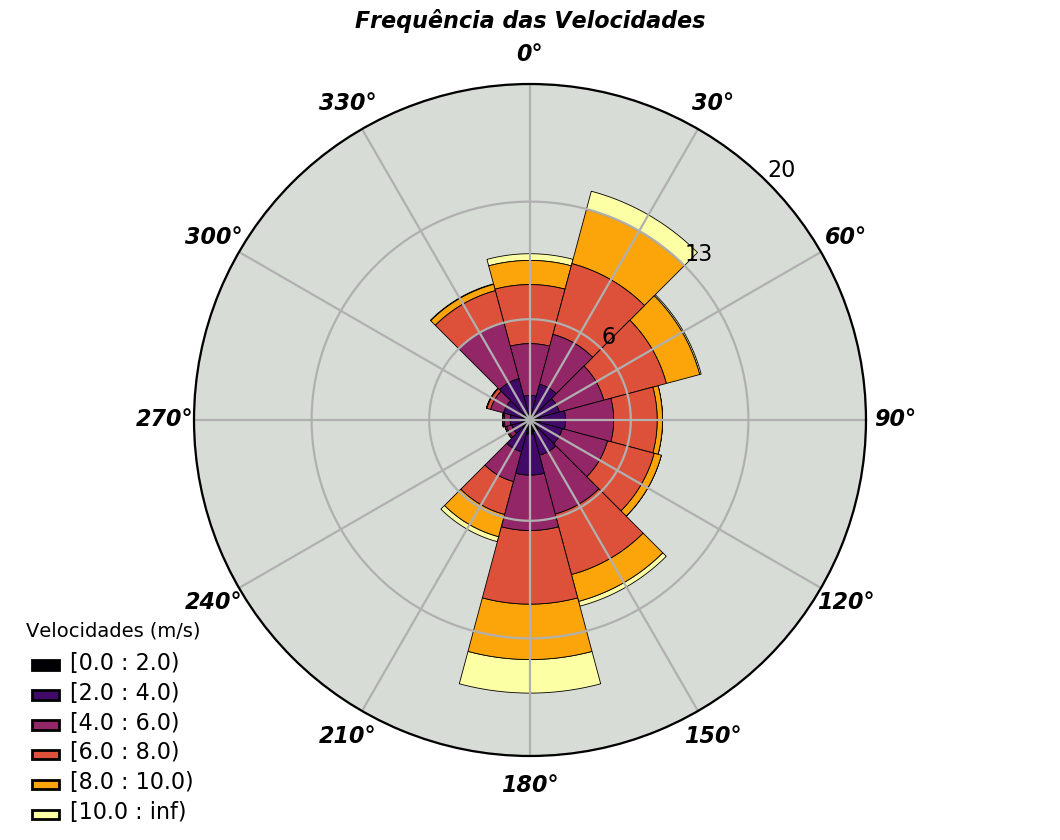 Frequência das Velocidades
0°
330°
30°
20
300°
60°
13
6
270°
90°
240°
120°
Velocidades (m/s)
[0.0 : 2.0)
[2.0 : 4.0)
[4.0 : 6.0)
210°
150°
[6.0 : 8.0)
180°
[8.0 : 10.0)
[10.0 : inf)